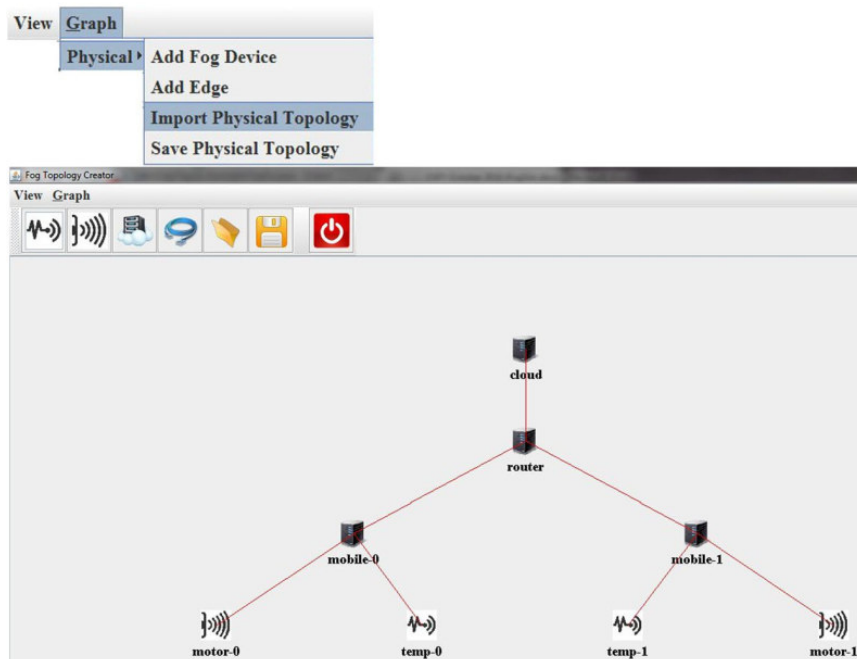 View Graph
Physical Add Fog Device
Add Edge
Import Physical Topology
Save Physical Topology
Fog Topology Creator
View Graph
cloud
router
mobile-0 mobile-1
motor-0 temp-0 temp-1 motor-1